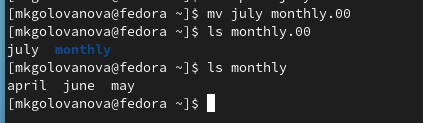 [mkgolovanova@fedora ~]$ mv july monthly.00
[mkgolovanova@fedora ~]$ ls monthly.00
july  monthly
[mkgolovanova@fedora ~]$ ls monthly
april  june  may
[mkgolovanova@fedora ~]$